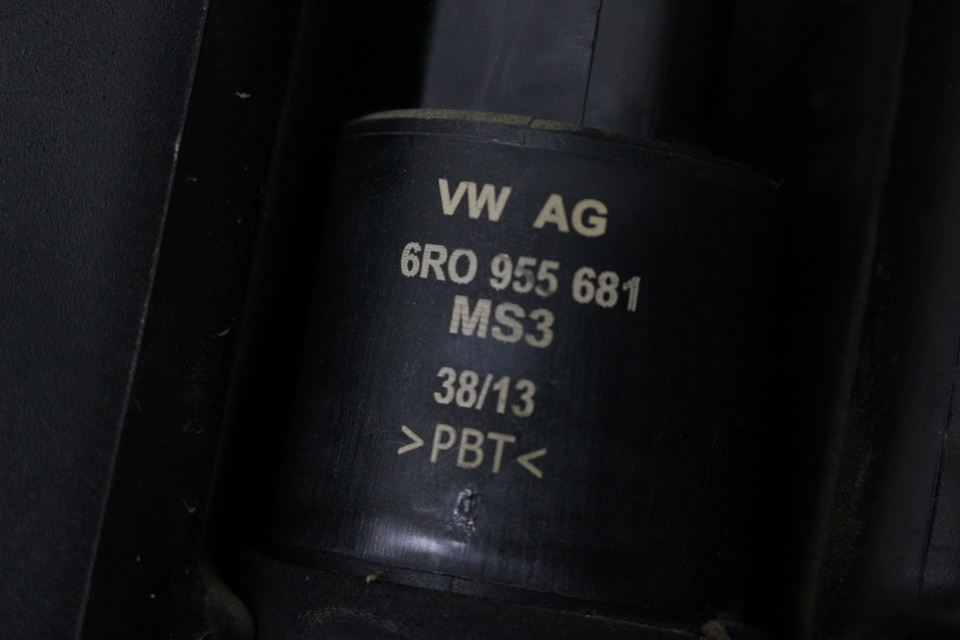 VW AG
6R0 955 681
MS3
38/13
>PBT<